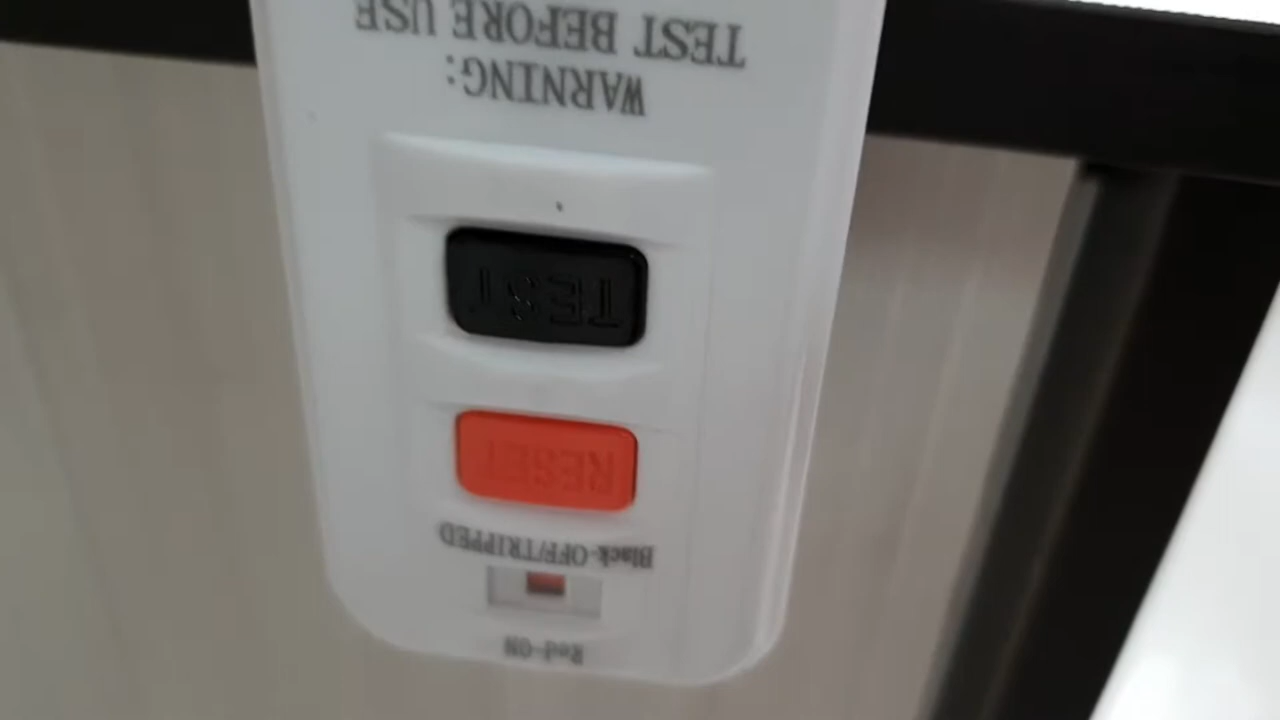 Red-ON
Black-OFF/TRIPPED
RESET
TEST
WARNING:
TEST BEFORE USE